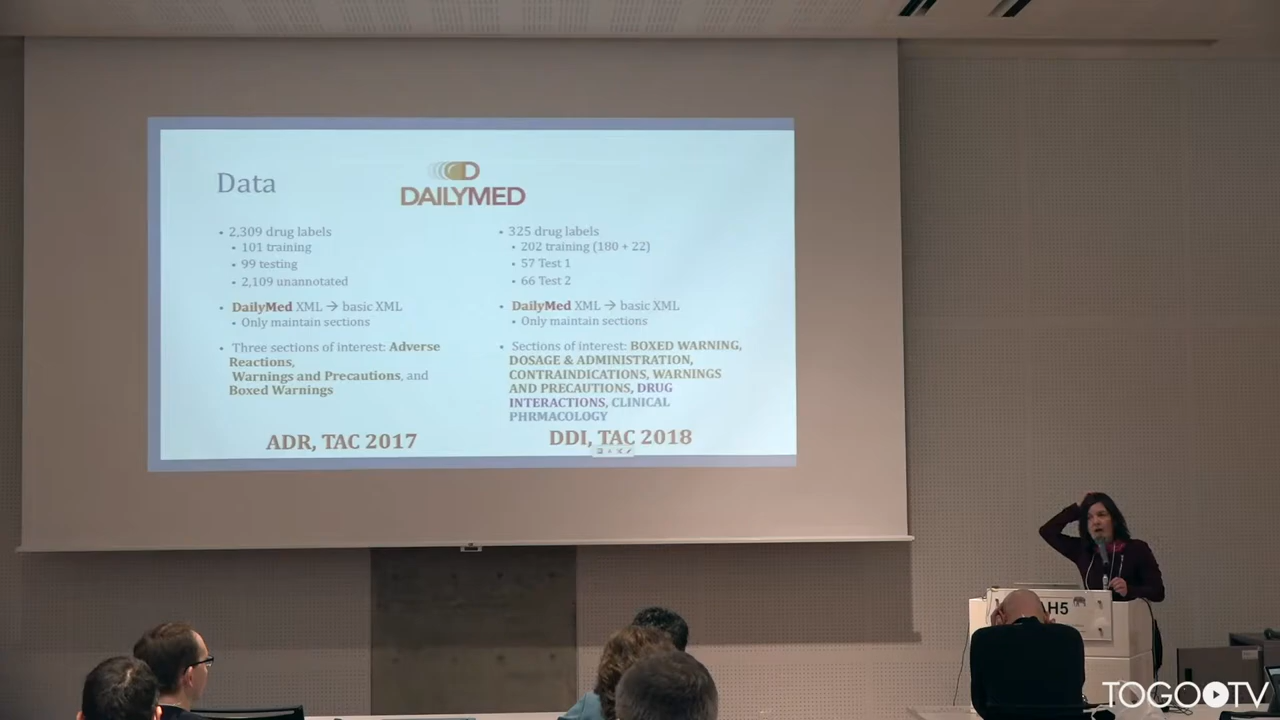 Data
DAILYMED
• 2,309 drug labels
• 101 training
• 99 testing
• 2,109 unannotated
• DailyMed XML → basic XML
• Only maintain sections
• Three sections of interest: Adverse
Reactions,
Warnings and Precautions, and
Boxed Warnings
ADR, TAC 2017
• 325 drug labels
• 202 training (180 + 22)
• 57 Test 1
• 66 Test 2
• DailyMed XML → basic XML
• Only maintain sections
• Sections of interest: BOXED WARNING,
DOSAGE & ADMINISTRATION,
CONTRAINDICATIONS, WARNINGS
AND PRECAUTIONS, DRUG
INTERACTIONS, CLINICAL
PHRMACOLOGY
DDI, TAC 2018
AH5
TOGO TV